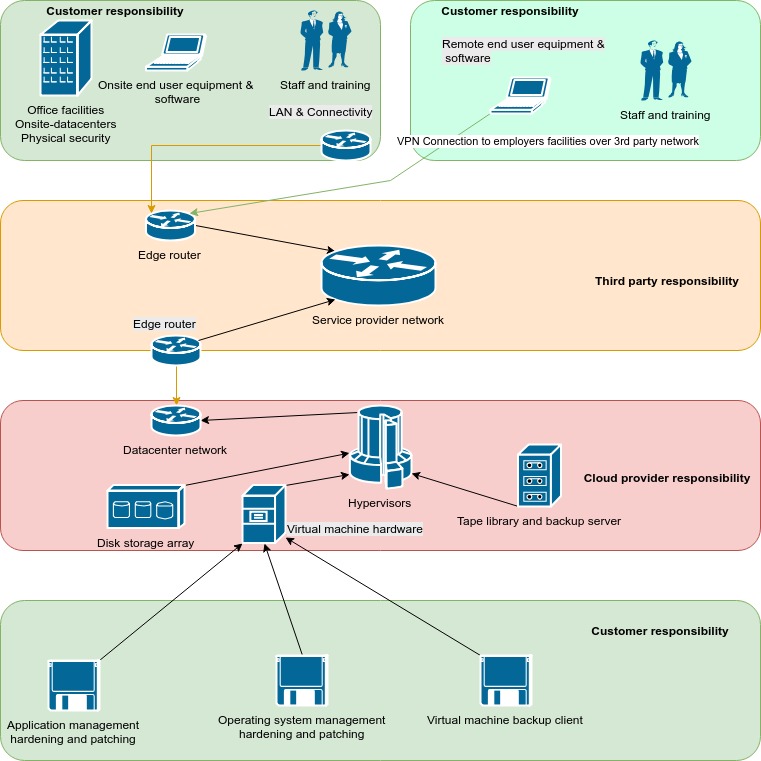 Customer responsibility
Office facilities
Onsite-datacenters
Physical security
Onsite end user equipment &
software
Staff and training
LAN & Connectivity
Customer responsibility
Remote end user equipment &
software
Staff and training
VPN Connection to employers facilities over 3rd party network
Edge router
Third party responsibility
Service provider network
Edge router
Datacenter network
Cloud provider responsibility
Hypervisors
Tape library and backup server
Virtual machine hardware
Disk storage array
Customer responsibility
Application management
hardening and patching
Operating system management
hardening and patching
Virtual machine backup client